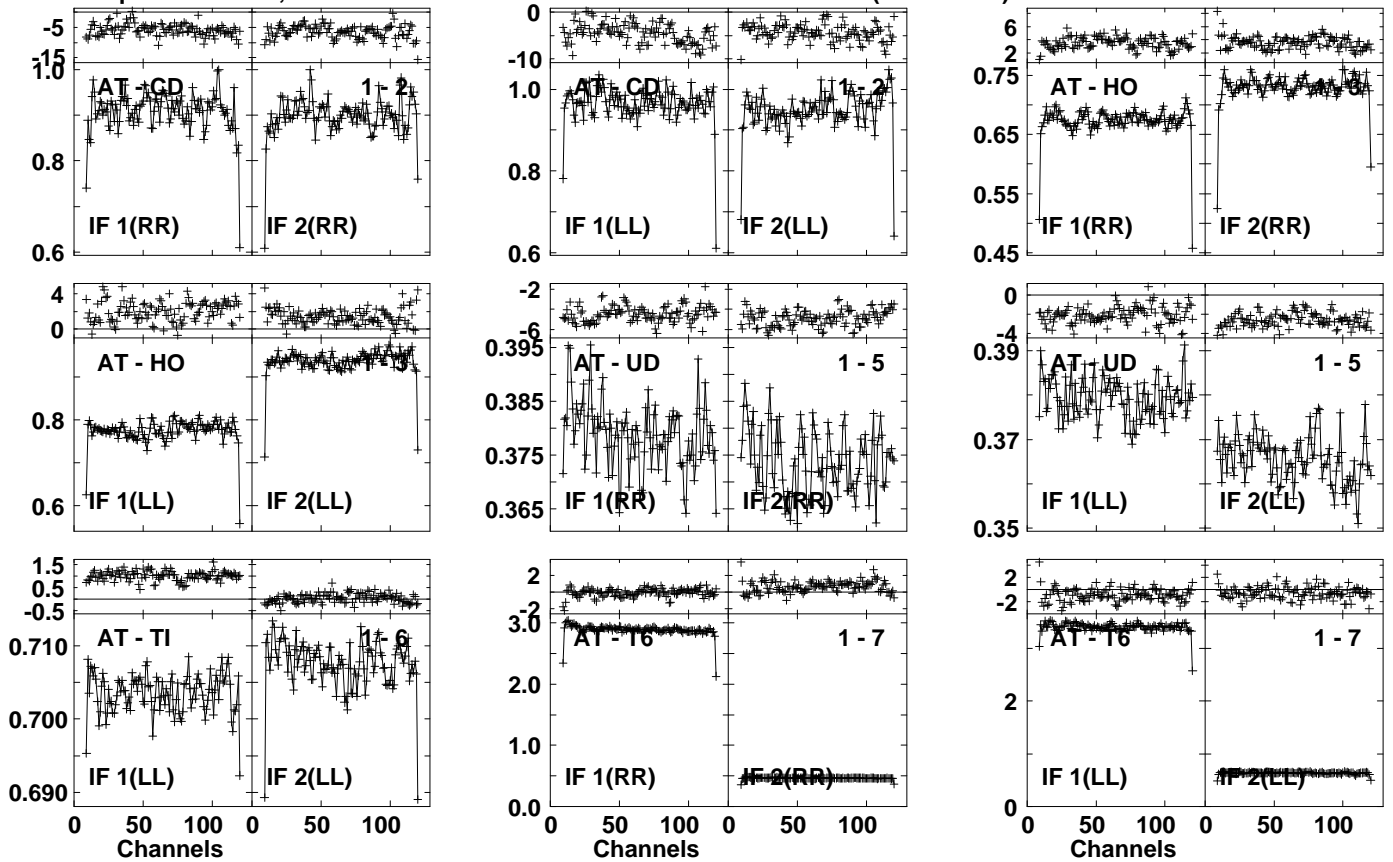 -5
-15
1.0
0.8
0.6
AT - CD
1 - 2
IF 1(RR)
IF 2(RR)
0
-10
1.0
0.8
0.6
AT - CD
1 - 2
IF 1(LL)
IF 2(LL)
6
2
0.75
0.65
0.55
0.45
AT - HO
1 - 3
IF 1(RR)
IF 2(RR)
4
0
0.8
0.6
AT - HO
1 - 3
IF 1(LL)
IF 2(LL)
-2
-6
0.395
0.385
0.375
0.365
AT - UD
1 - 5
IF 1(RR)
IF 2(RR)
0
-4
0.39
0.37
0.35
AT - UD
1 - 5
IF 1(LL)
IF 2(LL)
1.5
0.5
-0.5
0.710
0.700
0.690
AT - TI
1 - 6
IF 1(LL)
IF 2(LL)
0 50 100 0 50 100
Channels
2
-2
3.0
2.0
1.0
0.0
AT - T6
1 - 7
IF 1(RR)
IF 2(RR)
0 50 100 0 50 100
Channels
2
-2
2
0
AT - T6
1 - 7
IF 1(LL)
IF 2(LL)
0 50 100 0 50 100
Channels